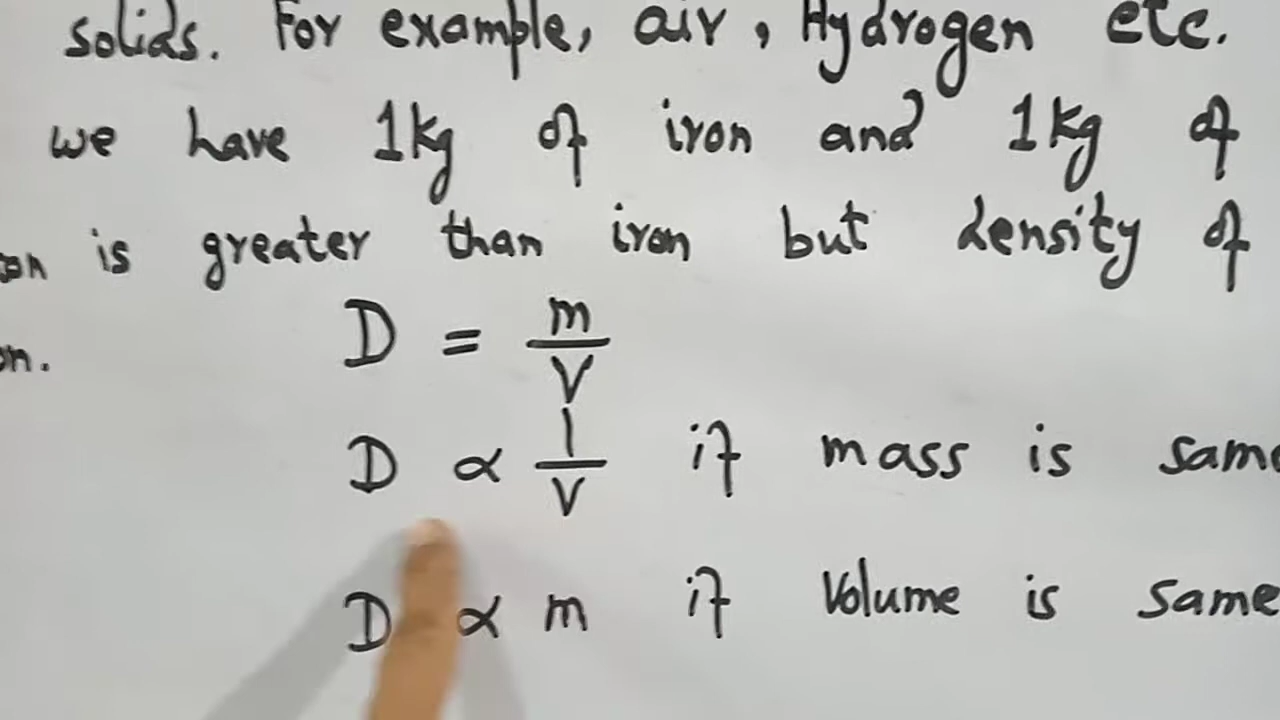 solids. For example, air, Hydrogen etc.
we have 1kg of iron and 1kg of
is greater than iron but density of
D = m/V
D ∝ 1/V if mass is same
D ∝ m if Volume is same